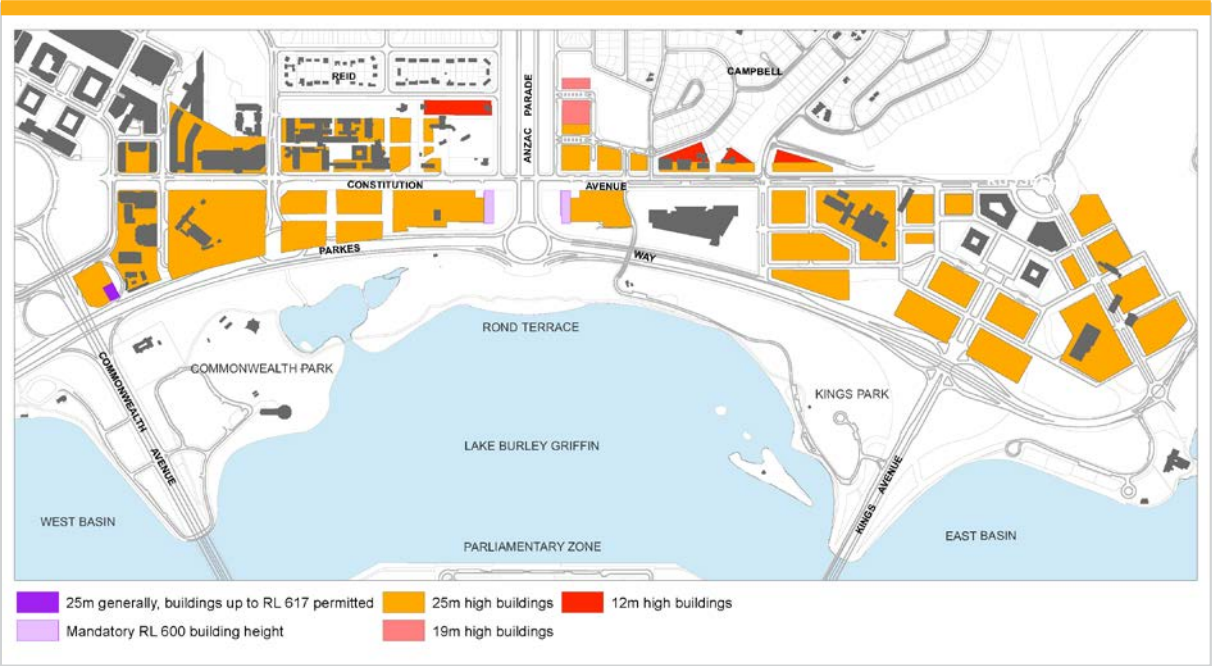 REID
ANZAC PARADE
CAMPBELL
CONSTITUTION
AVENUE
PARKES
WAY
ROND TERRACE
COMMONWEALTH PARK
COMMONWEALTH AVENUE
KINGS PARK
LAKE BURLEY GRIFFIN
KINGS AVENUE
WEST BASIN
EAST BASIN
PARLIAMENTARY ZONE
25m generally, buildings up to RL 617 permitted
25m high buildings
12m high buildings
Mandatory RL 600 building height
19m high buildings